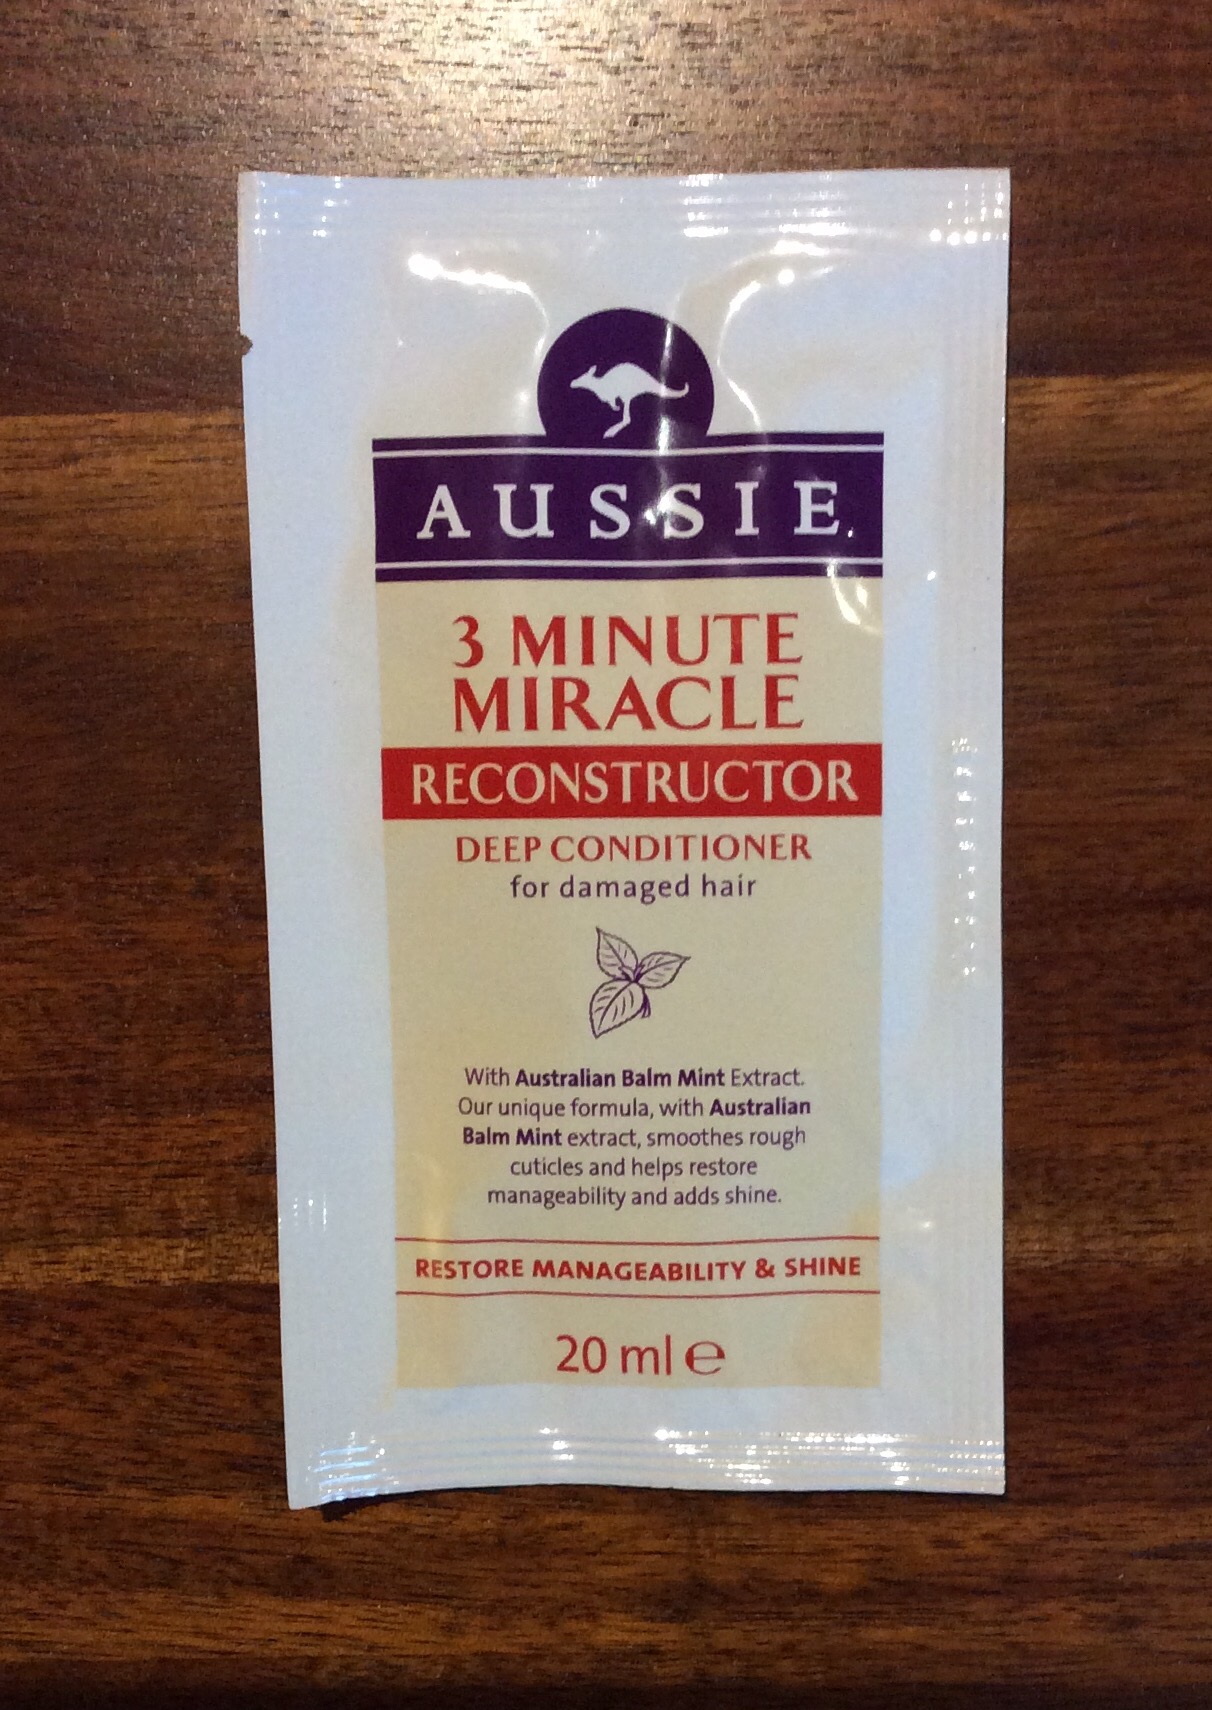 AUSSIE.
3 MINUTE
MIRACLE
RECONSTRUCTOR
DEEP CONDITIONER
for damaged hair
With Australian Balm Mint Extract.
Our unique formula, with Australian
Balm Mint extract, smoothes rough
cuticles and helps restore
manageability and adds shine.
RESTORE MANAGEABILITY & SHINE
20 ml ℮